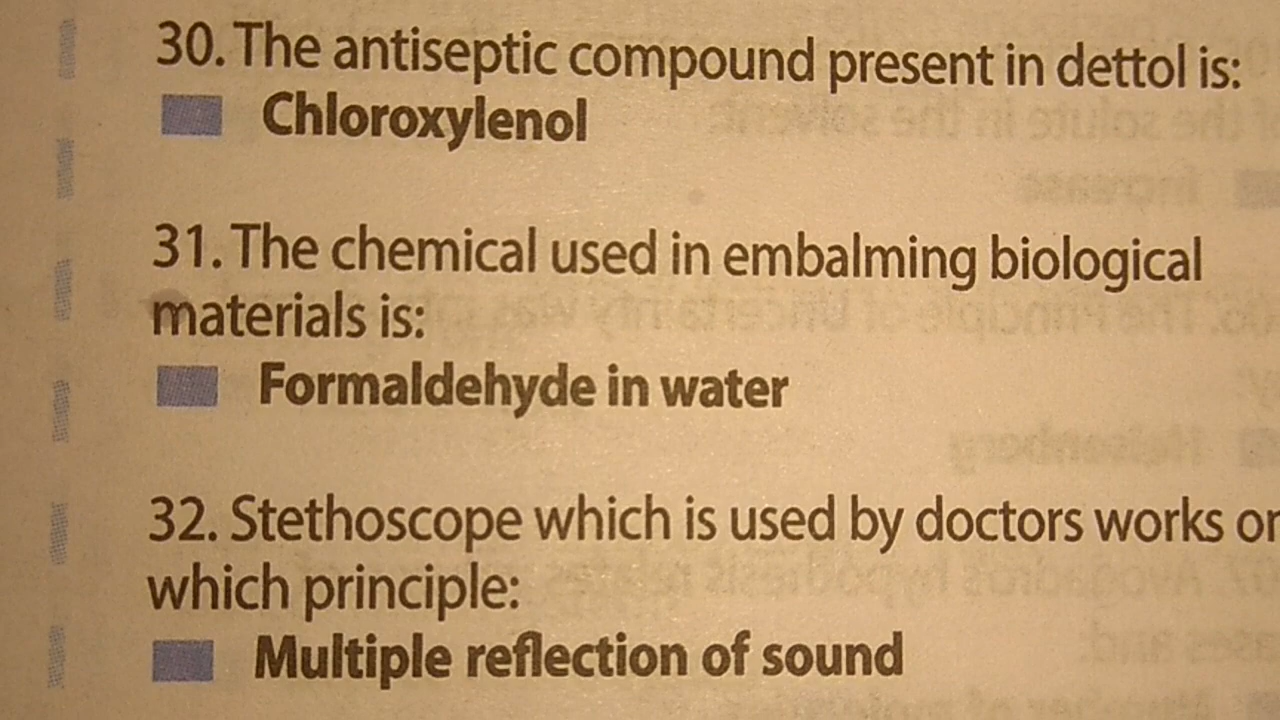 30. The antiseptic compound present in dettol is:
Chloroxylenol
31. The chemical used in embalming biological
materials is:
Formaldehyde in water
32. Stethoscope which is used by doctors works on
which principle:
Multiple reflection of sound